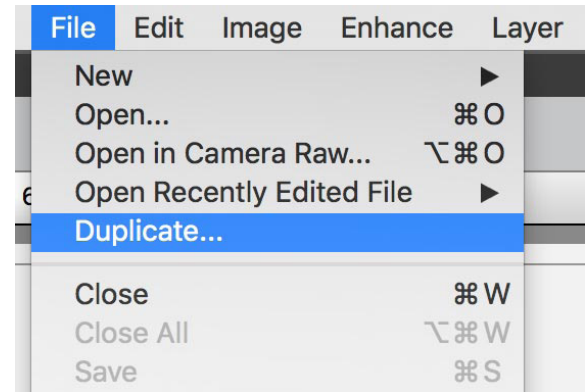 File Edit Image Enhance Layer
New ▶
Open... ⌘O
Open in Camera Raw... ⌥⌘O
6
Open Recently Edited File ▶
Duplicate...
Close ⌘W
Close All ⌥⌘W
Save ⌘S